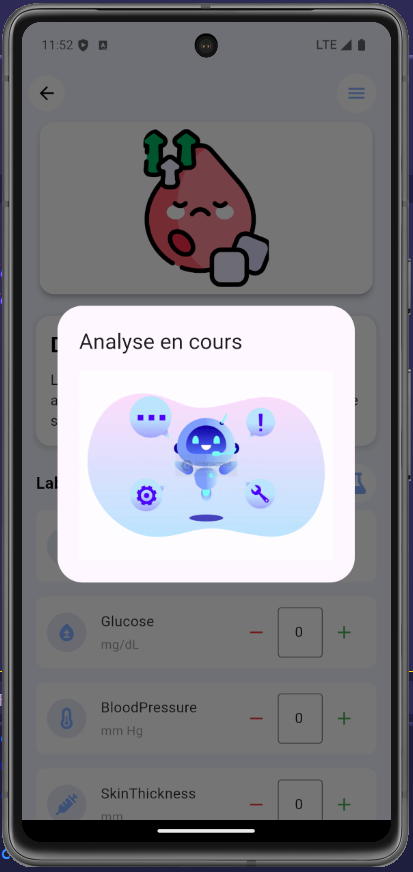 11:52
LTE
Analyse en cours
Lab
Glucose
mg/dL
0
BloodPressure
mm Hg
0
SkinThickness
mm
0